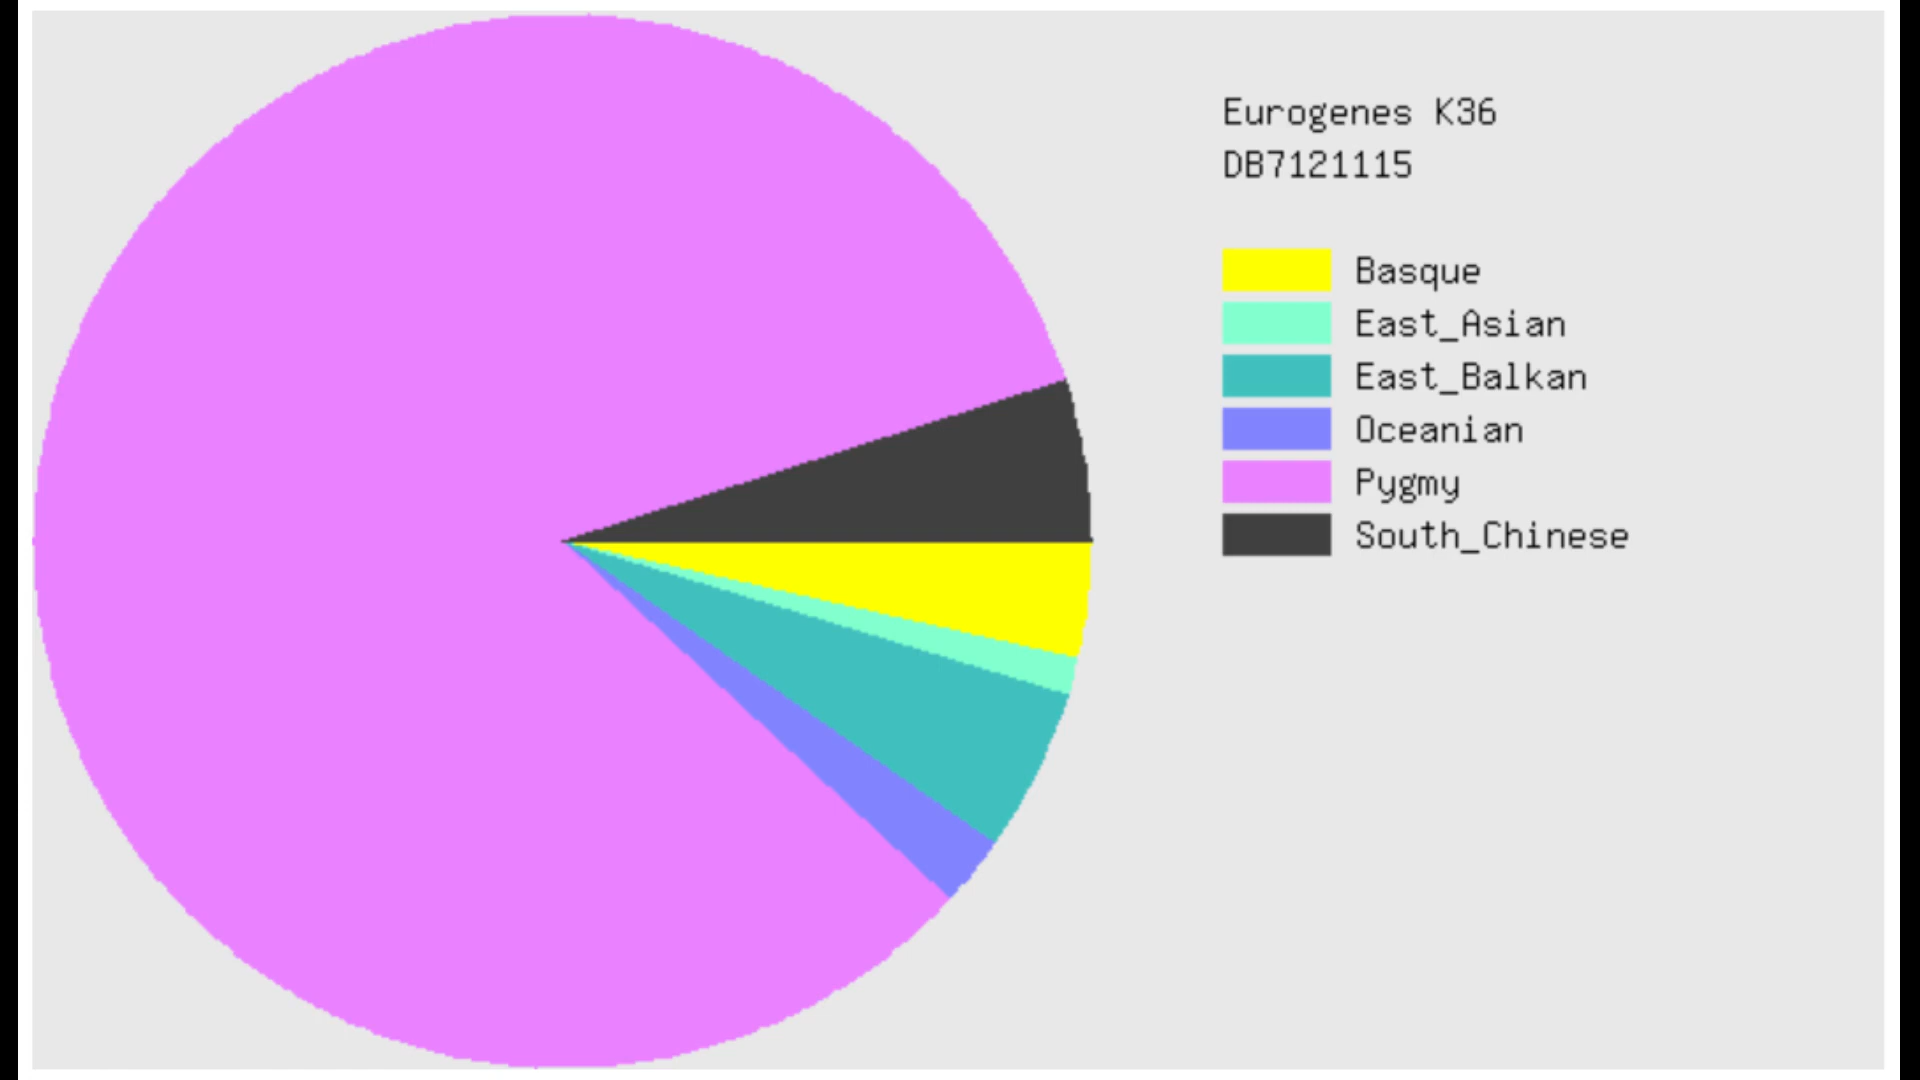 Eurogenes K36
DB7121115
Basque
East_Asian
East_Balkan
Oceanian
Pygmy
South_Chinese